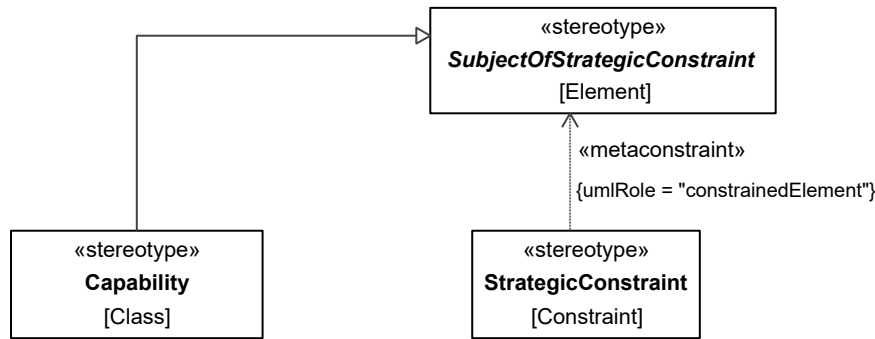 «stereotype»
SubjectOfStrategicConstraint
[Element]
«metaconstraint»
{umlRole = "constrainedElement"}
«stereotype»
Capability
[Class]
«stereotype»
StrategicConstraint
[Constraint]